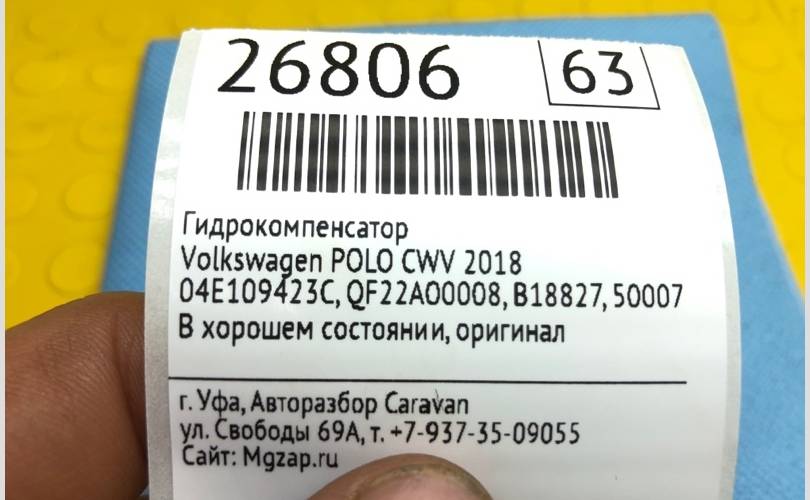 26806
63
Гидрокомпенсатор
Volkswagen POLO CWV 2018
04E109423C, QF22A00008, B18827, 50007
В хорошем состоянии, оригинал
г. Уфа, Авторазбор Caravan
ул. Свободы 69А, т. +7-937-35-09055
Сайт: Mgzap.ru